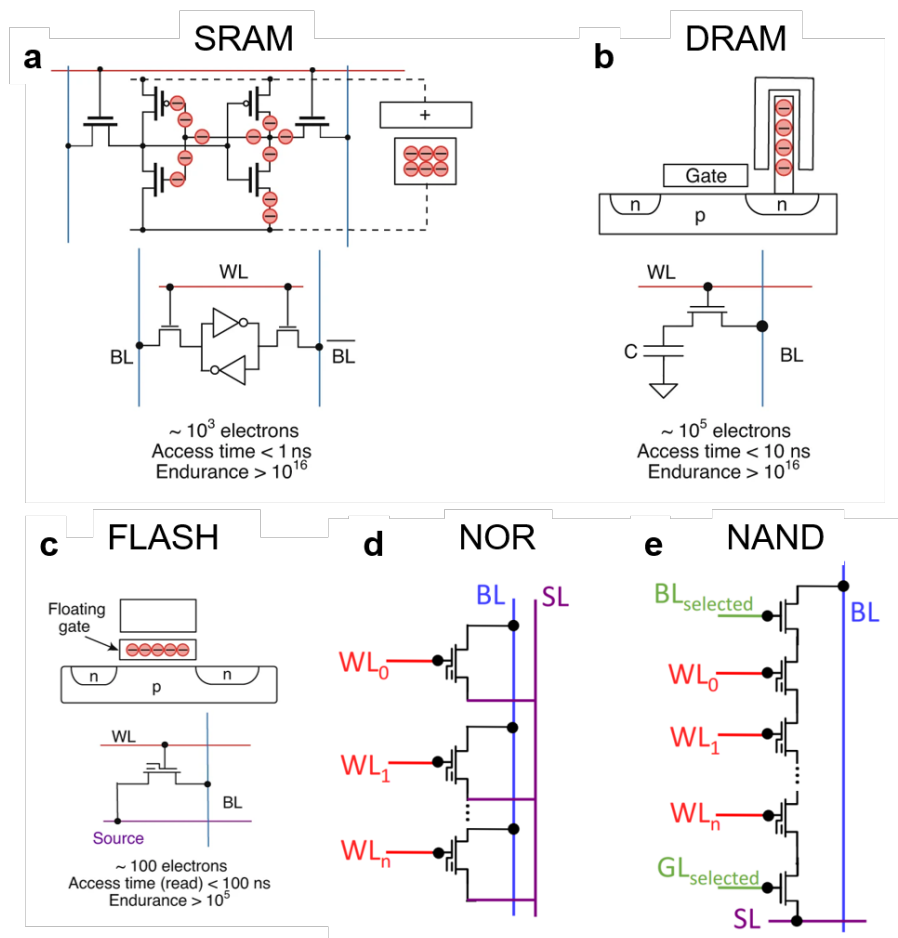 a
SRAM
+
WL
BL
B̅L̅
~ 10³ electrons
Access time < 1 ns
Endurance > 10¹⁶
b
DRAM
Gate
n
p
n
WL
C
BL
~ 10⁵ electrons
Access time < 10 ns
Endurance > 10¹⁶
c
FLASH
Floating
gate
n
p
n
WL
BL
Source
~ 100 electrons
Access time (read) < 100 ns
Endurance > 10⁵
d
NOR
BL
SL
WL₀
WL₁
WLₙ
e
NAND
BLselected
BL
WL₀
WL₁
WLₙ
GLselected
SL